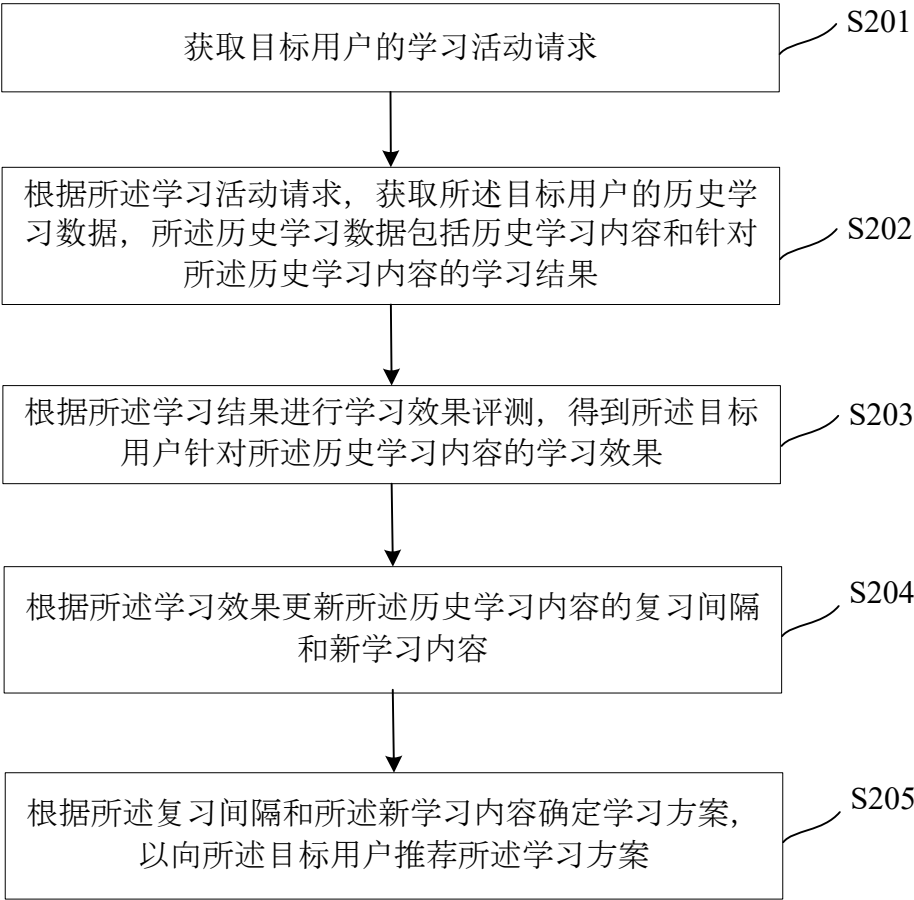 获取目标用户的学习活动请求
S201
根据所述学习活动请求，获取所述目标用户的历史学
习数据，所述历史学习数据包括历史学习内容和针对
所述历史学习内容的学习结果
S202
根据所述学习结果进行学习效果评测，得到所述目标
用户针对所述历史学习内容的学习效果
S203
根据所述学习效果更新所述历史学习内容的复习间隔
和新学习内容
S204
根据所述复习间隔和所述新学习内容确定学习方案，
以向所述目标用户推荐所述学习方案
S205